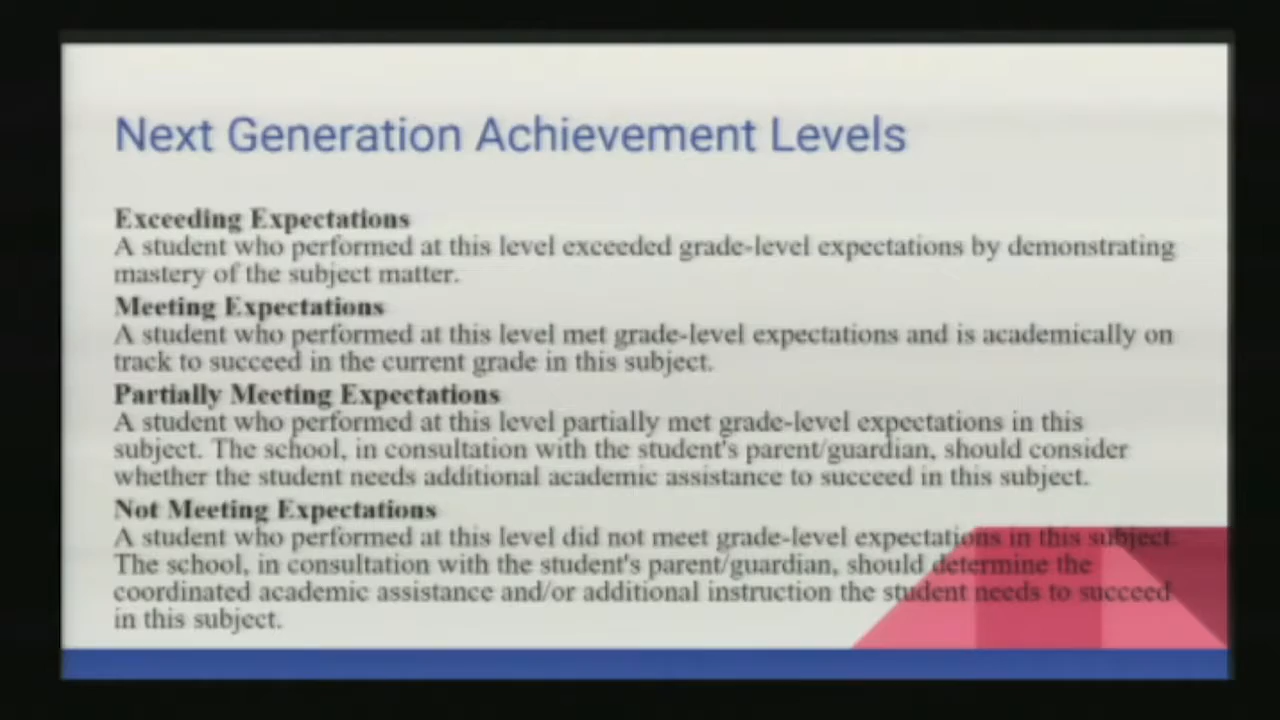 Next Generation Achievement Levels
Exceeding Expectations
A student who performed at this level exceeded grade-level expectations by demonstrating
mastery of the subject matter.
Meeting Expectations
A student who performed at this level met grade-level expectations and is academically on
track to succeed in the current grade in this subject.
Partially Meeting Expectations
A student who performed at this level partially met grade-level expectations in this
subject. The school, in consultation with the student's parent/guardian, should consider
whether the student needs additional academic assistance to succeed in this subject.
Not Meeting Expectations
A student who performed at this level did not meet grade-level expectations in this subject.
The school, in consultation with the student's parent/guardian, should determine the
coordinated academic assistance and/or additional instruction the student needs to succeed
in this subject.